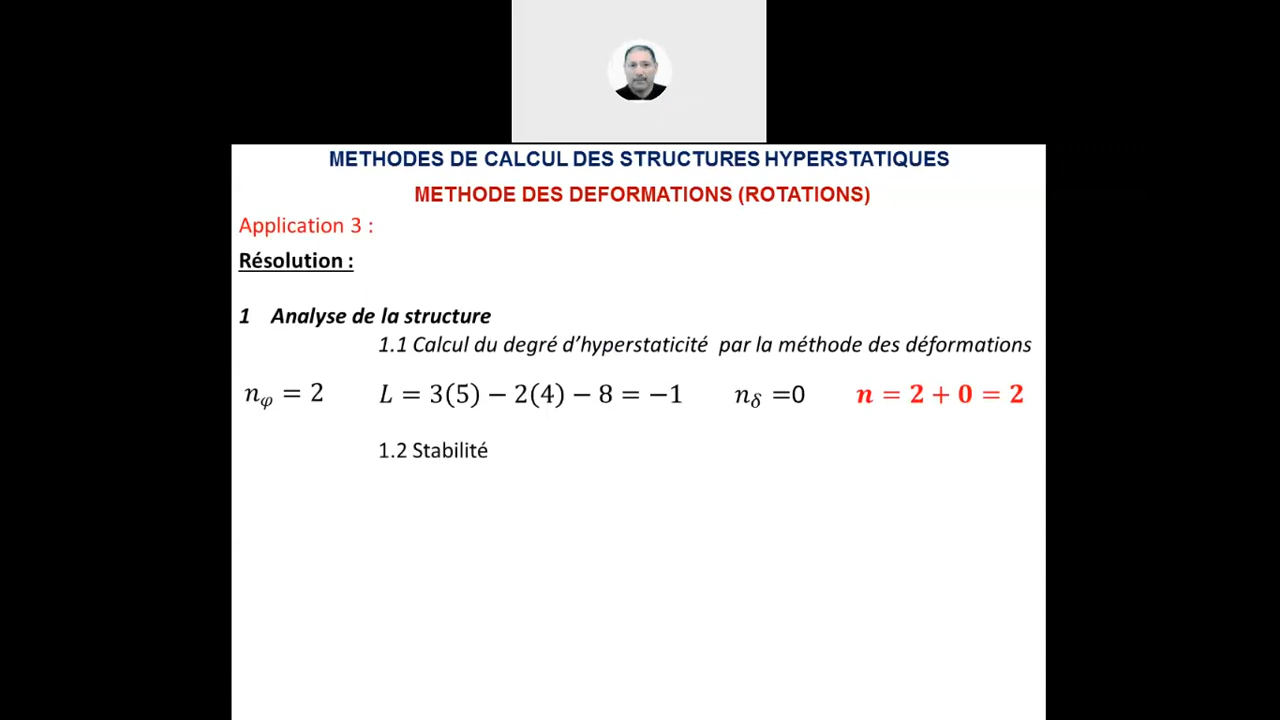 METHODES DE CALCUL DES STRUCTURES HYPERSTATIQUES
METHODE DES DEFORMATIONS (ROTATIONS)
Application 3 :
Résolution :
1 Analyse de la structure
1.1 Calcul du degré d’hyperstaticité par la méthode des déformations
n_φ = 2 L = 3(5) − 2(4) − 8 = −1 n_δ =0 n = 2 + 0 = 2
1.2 Stabilité